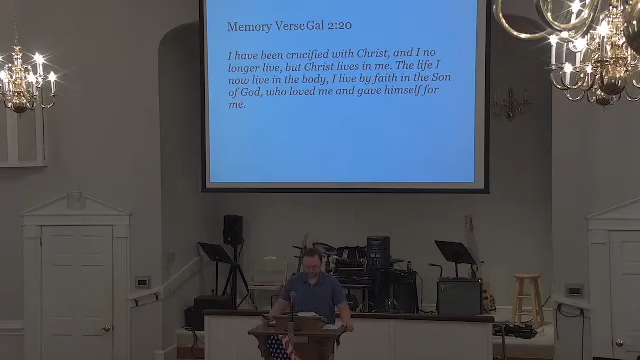 Memory Verse Gal 2:20
I have been crucified with Christ, and I no
longer live, but Christ lives in me. The life I
now live in the body, I live by faith in the Son
of God, who loved me and gave himself for
me.